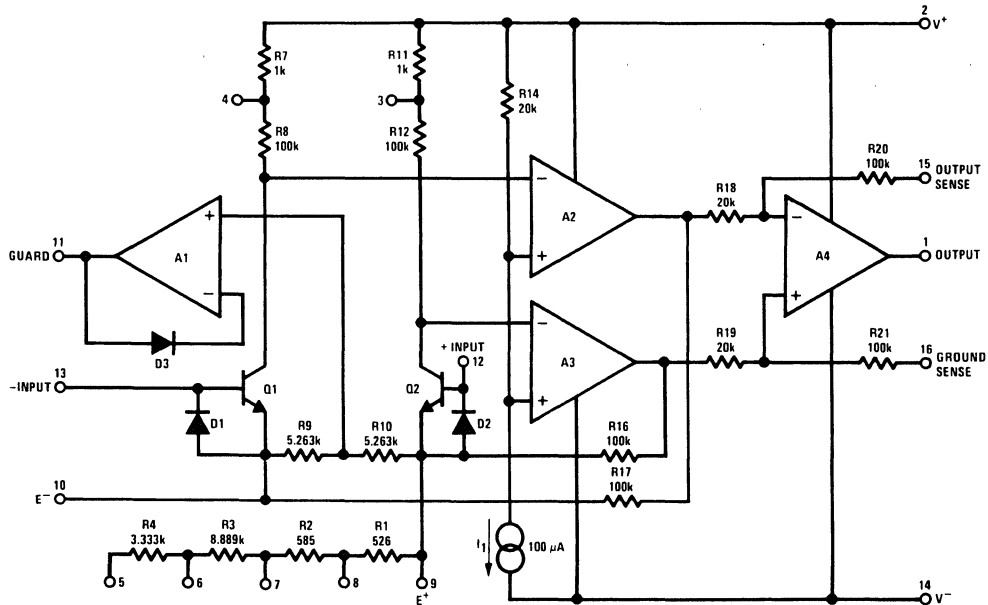 2
V+
R7
1k
R11
1k
4
3
R14
20k
R8
100k
R12
100k
R20
100k
15
OUTPUT
SENSE
R18
20k
−
A2
+
−
A4
+
1
OUTPUT
11
GUARD
+
A1
−
D3
−
A3
+
R19
20k
R21
100k
16
GROUND
SENSE
+ INPUT
12
13
−INPUT
Q1
Q2
D1
D2
R9
5.263k
R10
5.263k
R16
100k
R17
100k
10
E−
R4
3.333k
R3
8.889k
R2
585
R1
526
I1
100 µA
5
6
7
8
9
E+
14
V−